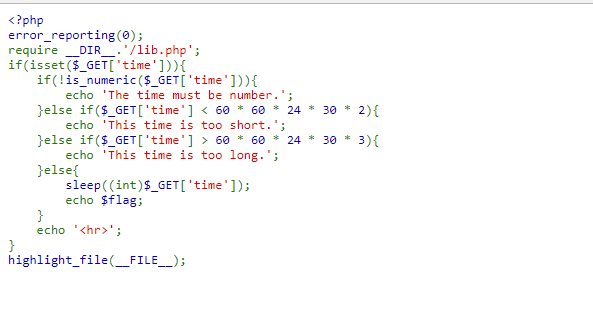 <?php
error_reporting(0);
require __DIR__.'/lib.php';
if(isset($_GET['time'])){
    if(!is_numeric($_GET['time'])){
        echo 'The time must be number.';
    }else if($_GET['time'] < 60 * 60 * 24 * 30 * 2){
        echo 'This time is too short.';
    }else if($_GET['time'] > 60 * 60 * 24 * 30 * 3){
        echo 'This time is too long.';
    }else{
        sleep((int)$_GET['time']);
        echo $flag;
    }
    echo '<hr>';
}
highlight_file(__FILE__);